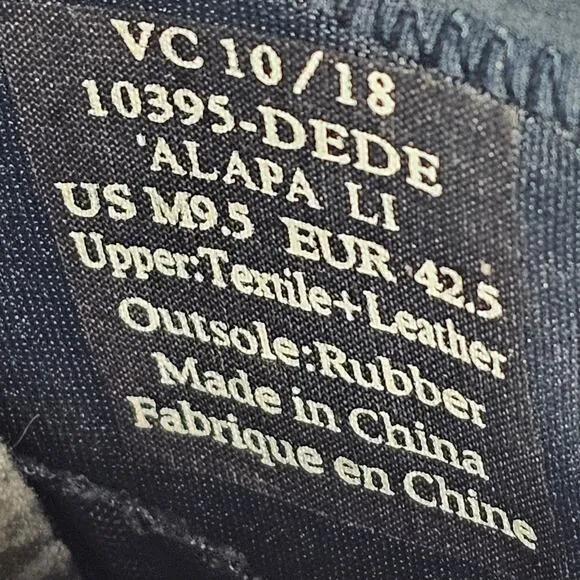 VC 10/18
10395-DEDE
'ALAPA LI
US M9.5 EUR 42.5
Upper:Textile+Leather
Outsole:Rubber
Made in China
Fabrique en Chine